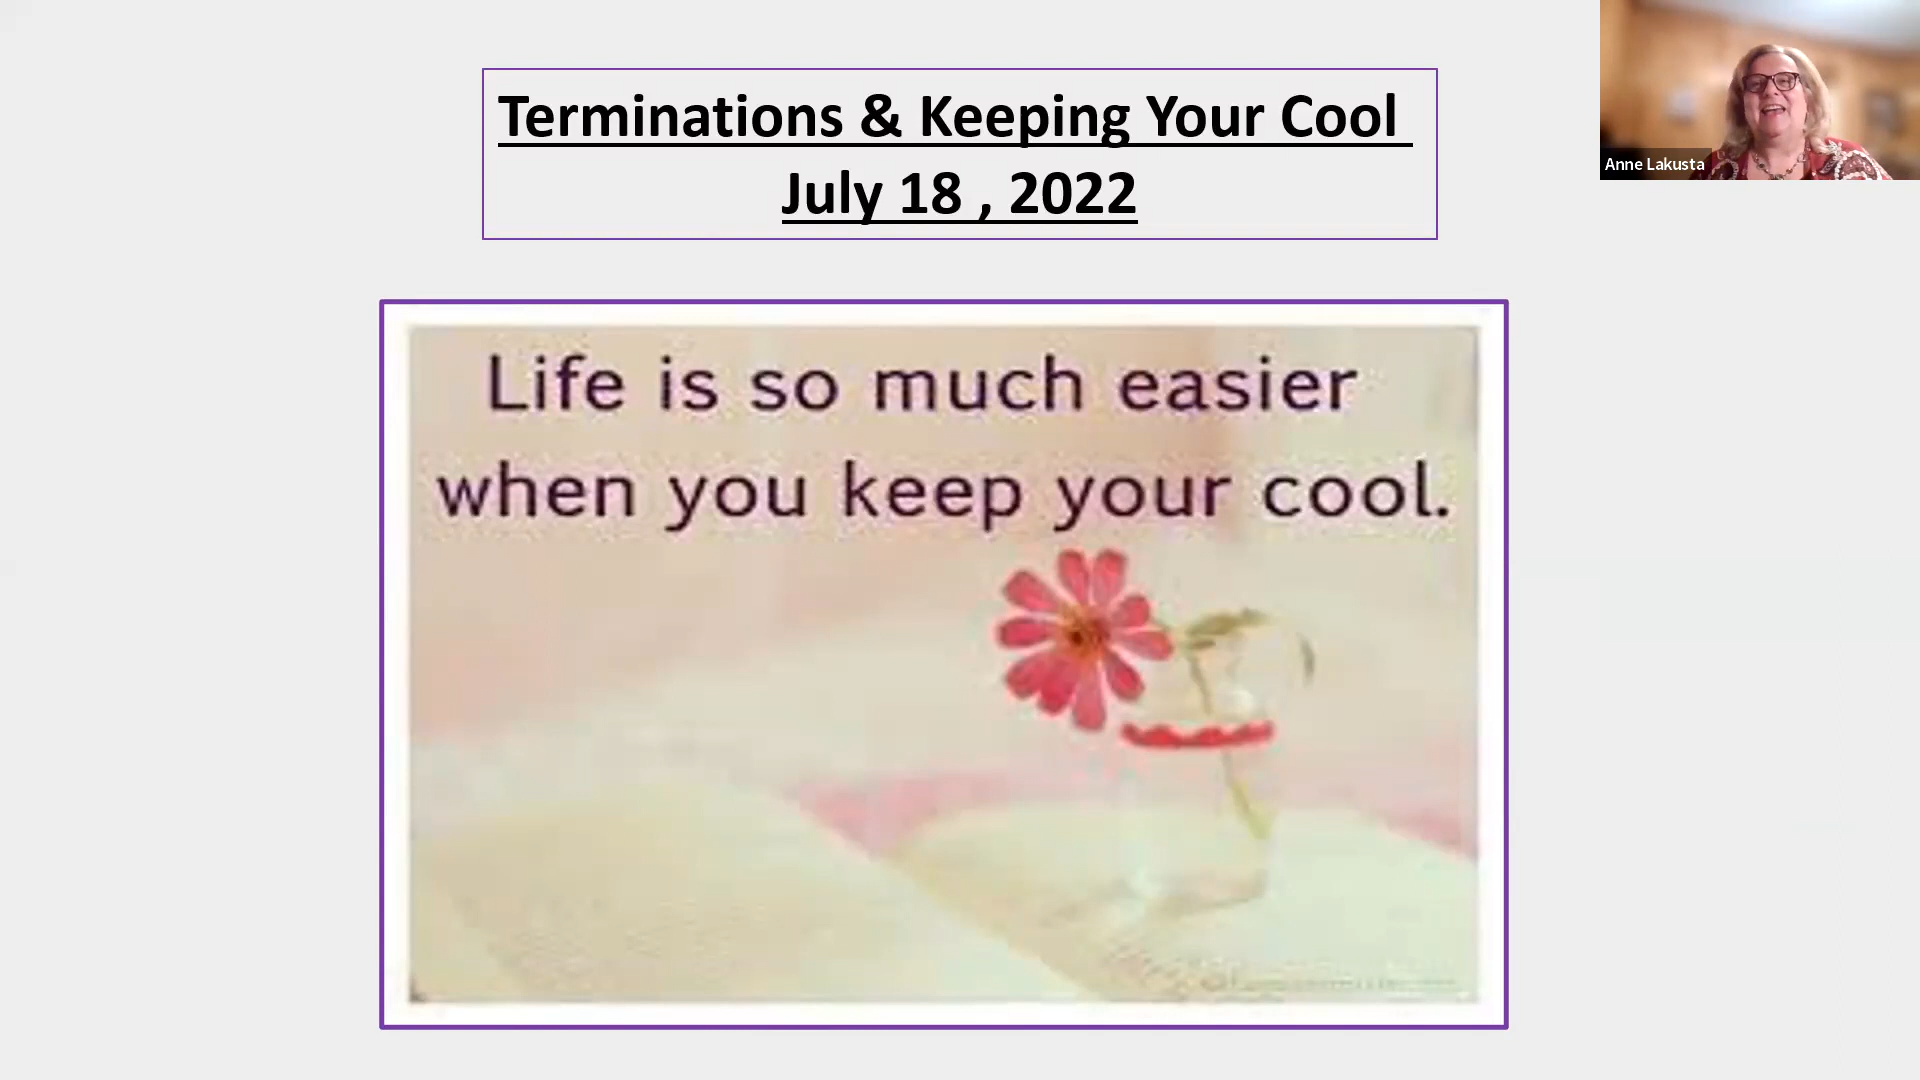 Terminations & Keeping Your Cool
July 18 , 2022
Anne Lakusta
Life is so much easier
when you keep your cool.